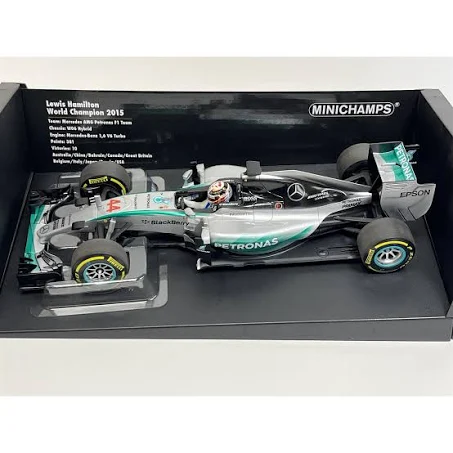 Lewis Hamilton
World Champion 2015
Team: Mercedes AMG Petronas F1 Team
Chassis: W06 Hybrid
Engine: Mercedes-Benz 1,6 V6 Turbo
Points: 381
Victories: 10
Australia/China/Bahrain/Canada/Great Britain
Belgium/Italy/Japan/Russia/USA
MINICHAMPS
PETRONAS
EPSON
44
BlackBerry
PETRONAS
PIRELLI